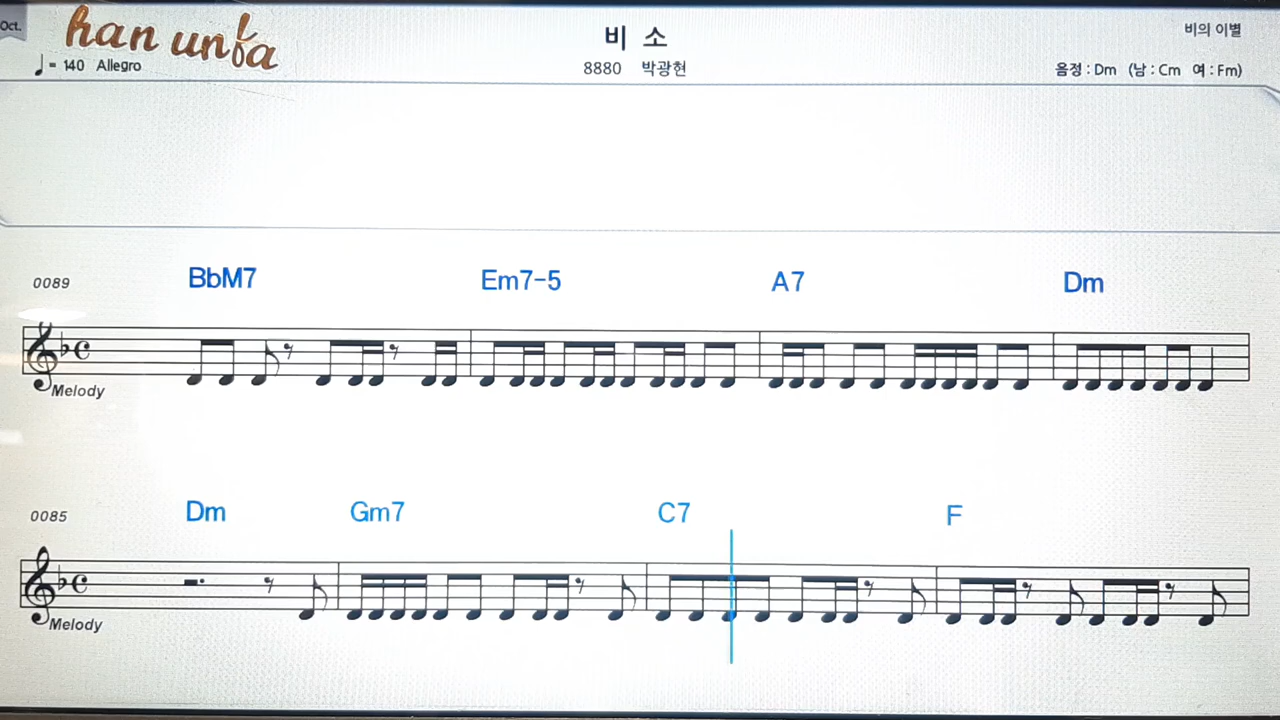 Oct.
han unfa
비 소
비의 이별
♩ = 140 Allegro
8880 박광현
음정 : Dm (남 : Cm 여 : Fm)
0089 BbM7 Em7-5 A7 Dm
Melody
0085 Dm Gm7 C7 F
Melody